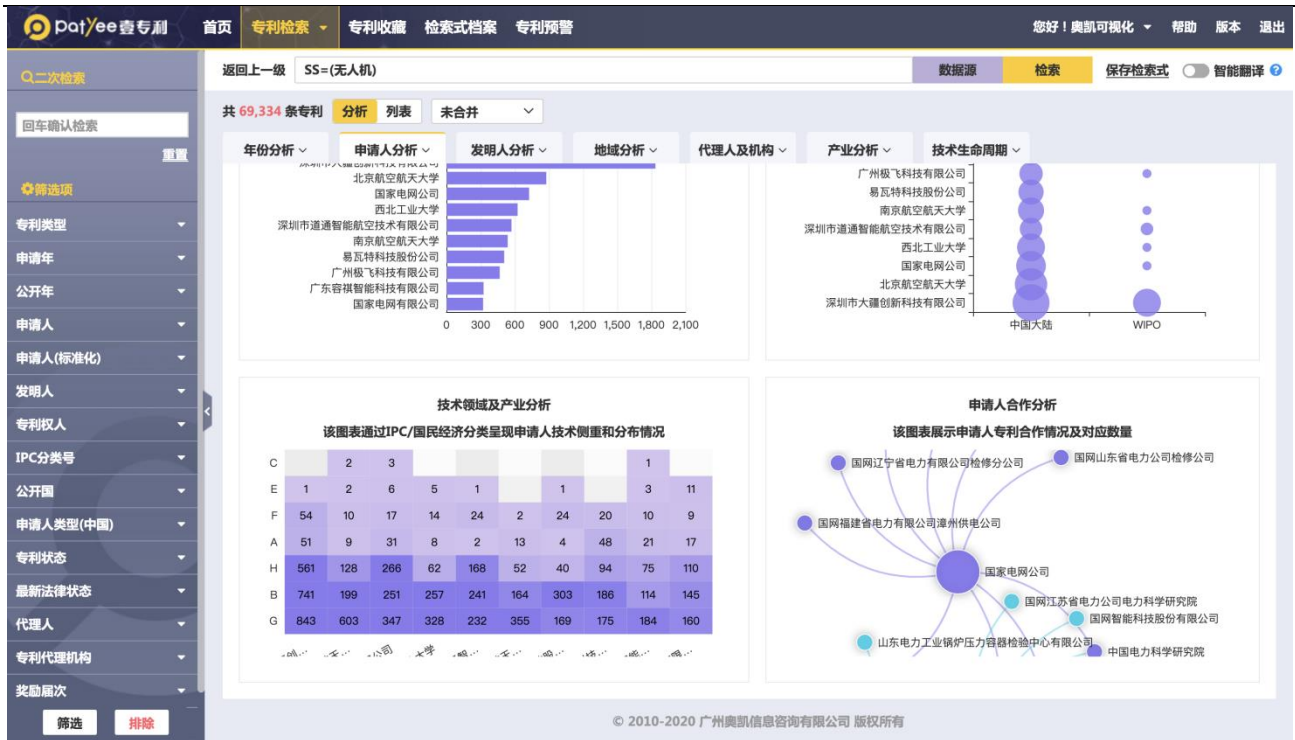 patyee壹专利 首页 专利检索 专利收藏 检索式档案 专利预警 您好！奥凯可视化 帮助 版本 退出
二次检索
回车确认检索
重置
筛选项
专利类型
申请年
公开年
申请人
申请人(标准化)
发明人
专利权人
IPC分类号
公开国
申请人类型(中国)
专利状态
最新法律状态
代理人
专利代理机构
奖励届次
筛选 排除
返回上一级 SS=(无人机) 数据源 检索 保存检索式 智能翻译
共 69,334 条专利 分析 列表 未合并
年份分析 申请人分析 发明人分析 地域分析 代理人及机构 产业分析 技术生命周期
深圳市大疆创新科技有限公司
北京航空航天大学
国家电网公司
西北工业大学
深圳市道通智能航空技术有限公司
南京航空航天大学
易瓦特科技股份公司
广州极飞科技有限公司
广东容祺智能科技有限公司
国家电网有限公司
0 300 600 900 1,200 1,500 1,800 2,100
广州极飞科技有限公司
易瓦特科技股份公司
南京航空航天大学
深圳市道通智能航空技术有限公司
西北工业大学
国家电网公司
北京航空航天大学
深圳市大疆创新科技有限公司
中国大陆 WIPO
技术领域及产业分析
该图表通过IPC/国民经济分类呈现申请人技术侧重和分布情况
C 2 3 1
E 1 2 6 5 1 1 3 11
F 54 10 17 14 24 2 24 20 10 9
A 51 9 31 8 2 13 4 48 21 17
H 561 128 266 62 168 52 40 94 75 110
B 741 199 251 257 241 164 303 186 114 145
G 843 603 347 328 232 355 169 175 184 160
申请人合作分析
该图表展示申请人专利合作情况及对应数量
国网辽宁省电力有限公司检修分公司
国网山东省电力公司检修公司
国网福建省电力有限公司漳州供电公司
国家电网公司
国网江苏省电力公司电力科学研究院
国网智能科技股份有限公司
山东电力工业锅炉压力容器检验中心有限公司
中国电力科学研究院
© 2010-2020 广州奥凯信息咨询有限公司 版权所有